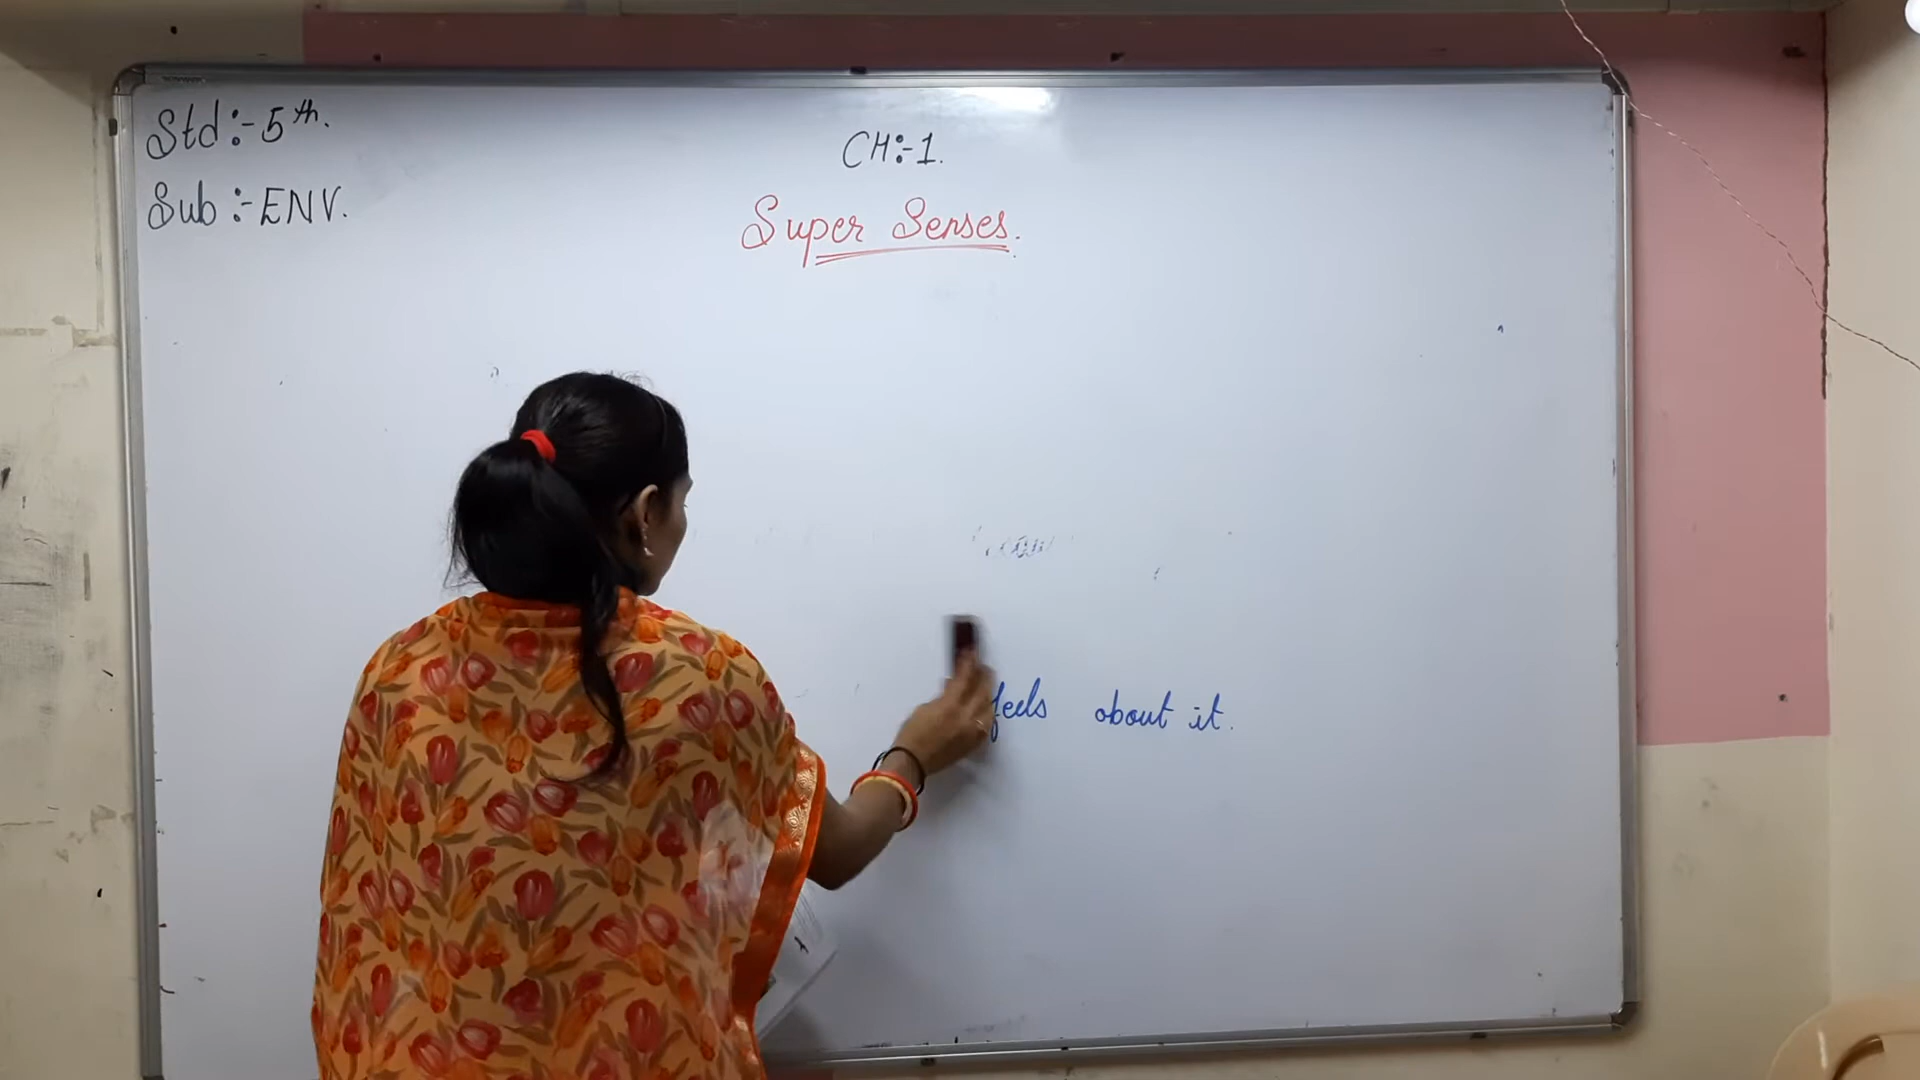 Std:-5th.
CH:-1.
Sub:-ENV.
Super Senses.
feels about it.